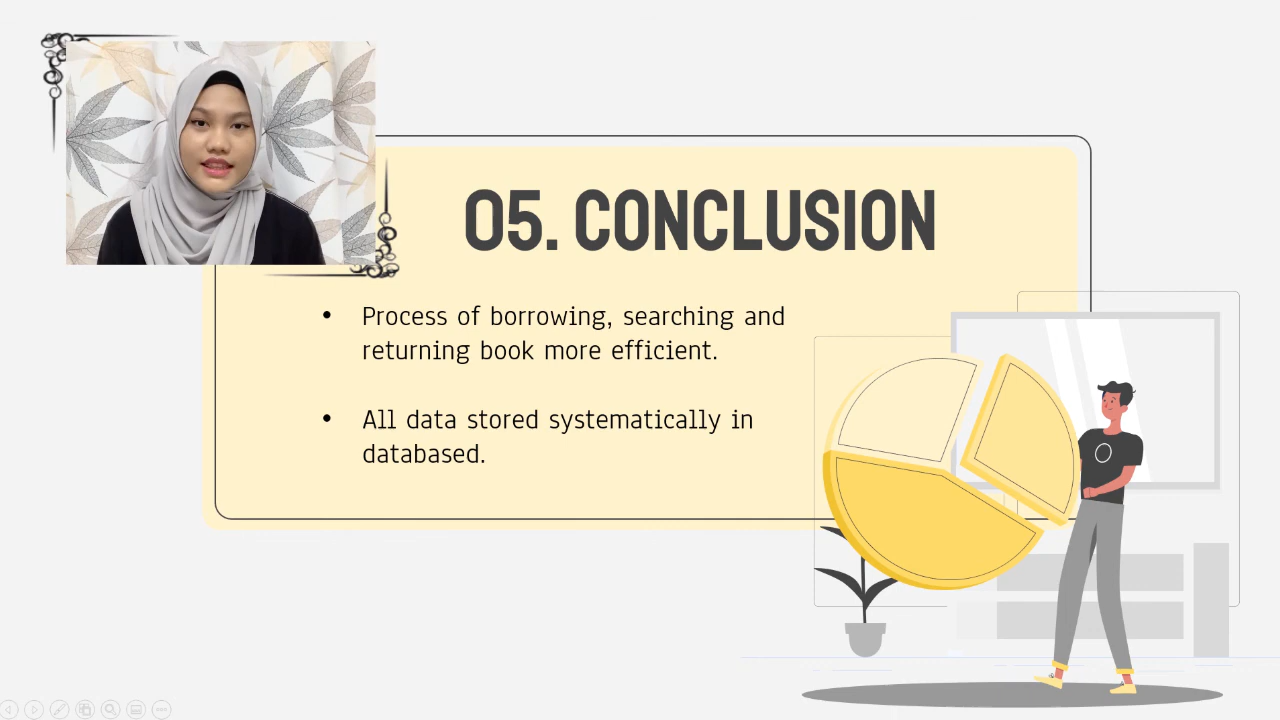 05. CONCLUSION
• Process of borrowing, searching and
returning book more efficient.
• All data stored systematically in
databased.